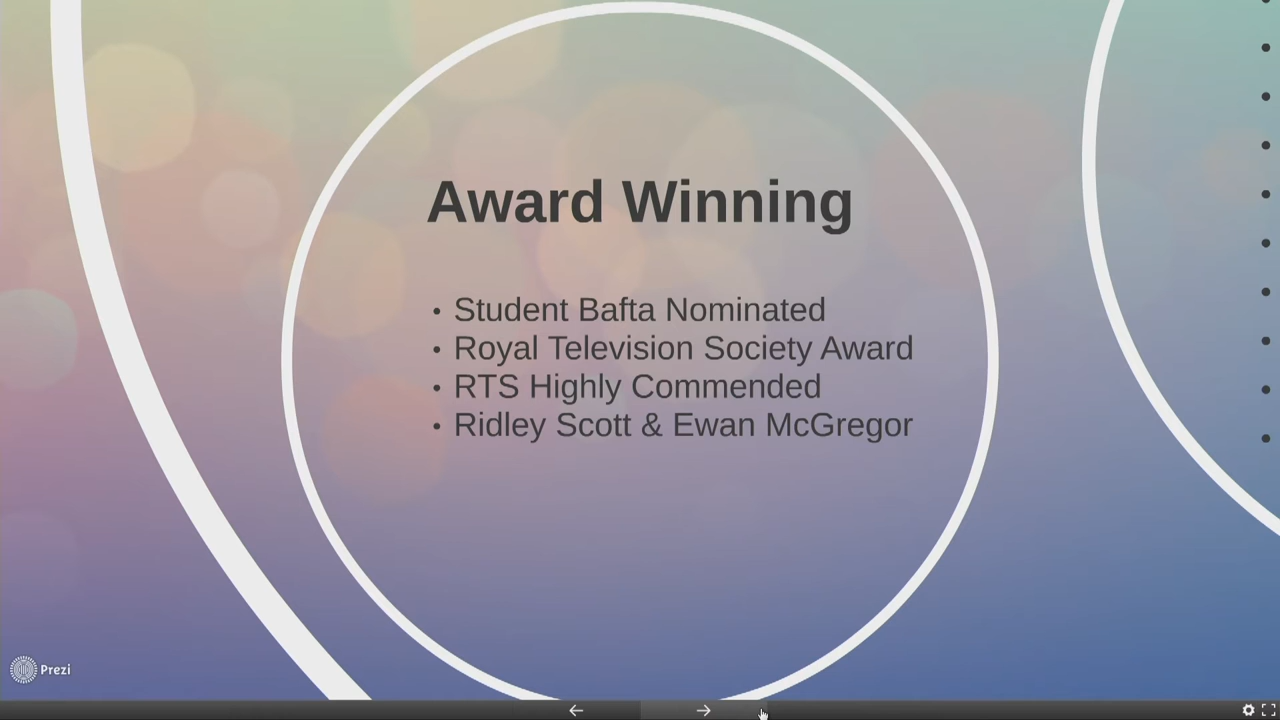 Award Winning
• Student Bafta Nominated
• Royal Television Society Award
• RTS Highly Commended
• Ridley Scott & Ewan McGregor
Prezi